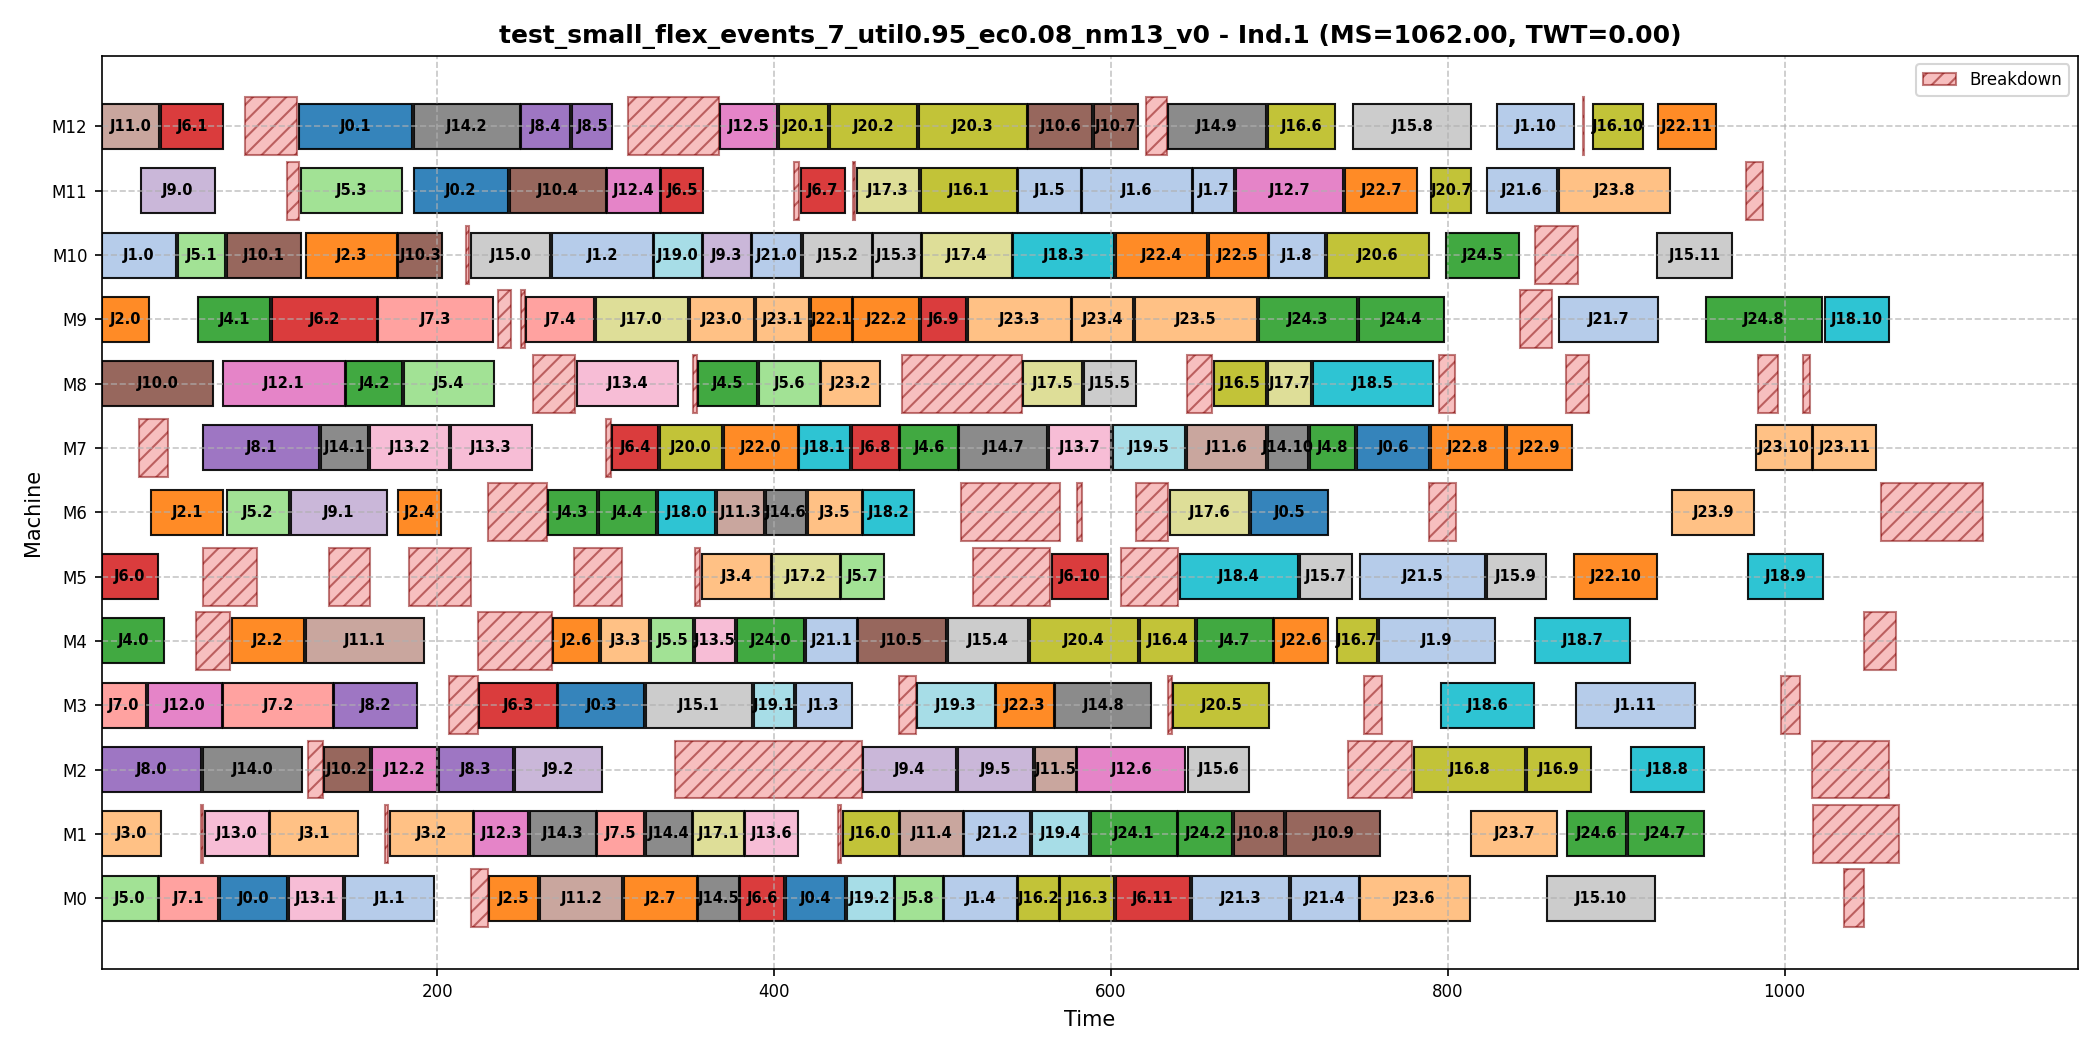 test_small_flex_events_7_util0.95_ec0.08_nm13_v0 - Ind.1 (MS=1062.00, TWT=0.00)
Breakdown
M12 J11.0 J6.1 J0.1 J14.2 J8.4 J8.5 J12.5 J20.1 J20.2 J20.3 J10.6 J10.7 J14.9 J16.6 J15.8 J1.10 J16.10 J22.11
M11 J9.0 J5.3 J0.2 J10.4 J12.4 J6.5 J6.7 J17.3 J16.1 J1.5 J1.6 J1.7 J12.7 J22.7 J20.7 J21.6 J23.8
M10 J1.0 J5.1 J10.1 J2.3 J10.3 J15.0 J1.2 J19.0 J9.3 J21.0 J15.2 J15.3 J17.4 J18.3 J22.4 J22.5 J1.8 J20.6 J24.5 J15.11
M9 J2.0 J4.1 J6.2 J7.3 J7.4 J17.0 J23.0 J23.1 J22.1 J22.2 J6.9 J23.3 J23.4 J23.5 J24.3 J24.4 J21.7 J24.8 J18.10
M8 J10.0 J12.1 J4.2 J5.4 J13.4 J4.5 J5.6 J23.2 J17.5 J15.5 J16.5 J17.7 J18.5
M7 J8.1 J14.1 J13.2 J13.3 J6.4 J20.0 J22.0 J18.1 J6.8 J4.6 J14.7 J13.7 J19.5 J11.6 J14.10 J4.8 J0.6 J22.8 J22.9 J23.10 J23.11
M6 J2.1 J5.2 J9.1 J2.4 J4.3 J4.4 J18.0 J11.3 J14.6 J3.5 J18.2 J17.6 J0.5 J23.9
M5 J6.0 J3.4 J17.2 J5.7 J6.10 J18.4 J15.7 J21.5 J15.9 J22.10 J18.9
M4 J4.0 J2.2 J11.1 J2.6 J3.3 J5.5 J13.5 J24.0 J21.1 J10.5 J15.4 J20.4 J16.4 J4.7 J22.6 J16.7 J1.9 J18.7
M3 J7.0 J12.0 J7.2 J8.2 J6.3 J0.3 J15.1 J19.1 J1.3 J19.3 J22.3 J14.8 J20.5 J18.6 J1.11
M2 J8.0 J14.0 J10.2 J12.2 J8.3 J9.2 J9.4 J9.5 J11.5 J12.6 J15.6 J16.8 J16.9 J18.8
M1 J3.0 J13.0 J3.1 J3.2 J12.3 J14.3 J7.5 J14.4 J17.1 J13.6 J16.0 J11.4 J21.2 J19.4 J24.1 J24.2 J10.8 J10.9 J23.7 J24.6 J24.7
M0 J5.0 J7.1 J0.0 J13.1 J1.1 J2.5 J11.2 J2.7 J14.5 J6.6 J0.4 J19.2 J5.8 J1.4 J16.2 J16.3 J6.11 J21.3 J21.4 J23.6 J15.10
200 400 600 800 1000
Time
Machine